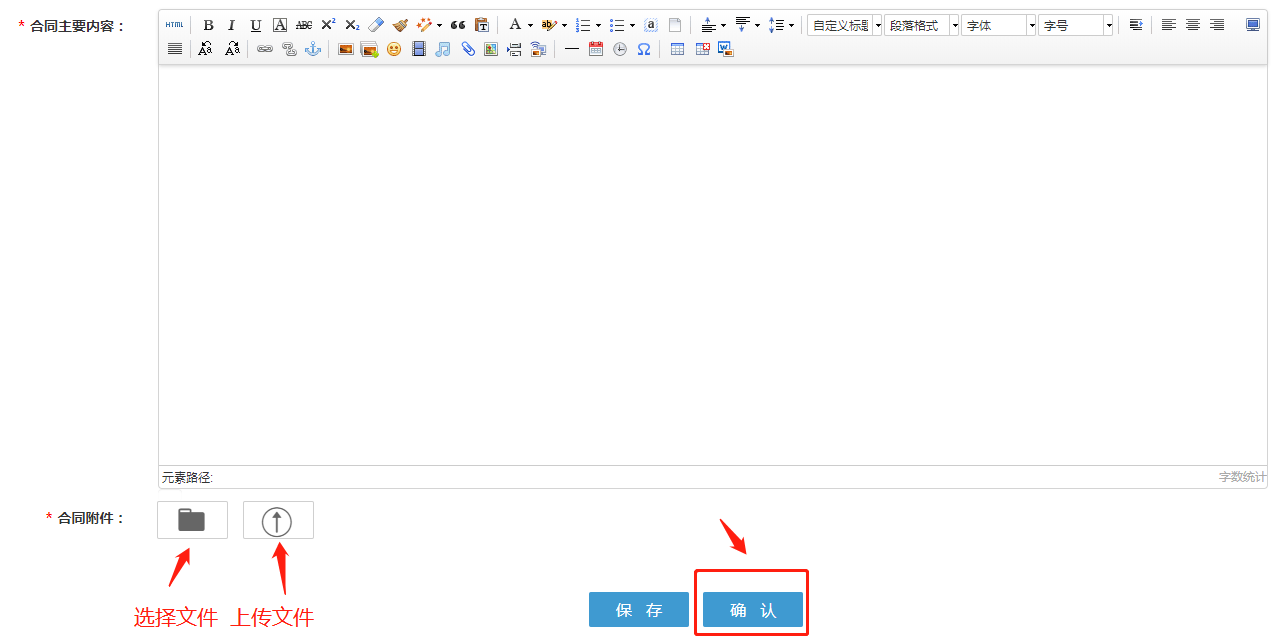 * 合同主要内容：
HTML B I U A ABC X² X₂ A ab 自定义标题 段落格式 字体 字号
元素路径: 字数统计
* 合同附件：
选择文件 上传文件
保 存 确 认